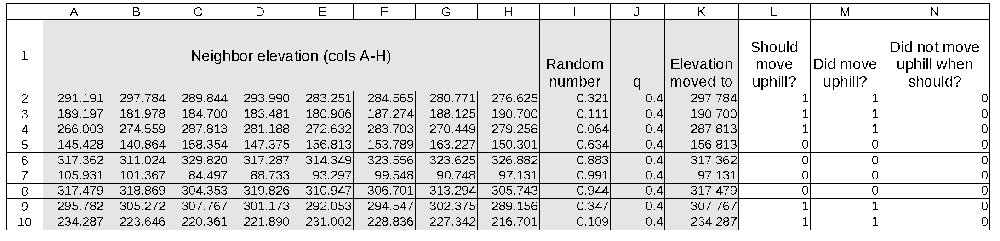 A B C D E F G H I J K L M N
1 Neighbor elevation (cols A-H) Random number q Elevation moved to Should move uphill? Did move uphill? Did not move uphill when should?
2 291.191 297.784 289.844 293.990 283.251 284.565 280.771 276.625 0.321 0.4 297.784 1 1 0
3 189.197 181.978 184.700 183.481 180.906 187.274 188.125 190.700 0.111 0.4 190.700 1 1 0
4 266.003 274.559 287.813 281.188 272.632 283.703 270.449 279.258 0.064 0.4 287.813 1 1 0
5 145.428 140.864 158.354 147.375 156.813 153.789 163.227 150.301 0.634 0.4 156.813 0 0 0
6 317.362 311.024 329.820 317.287 314.349 323.556 323.625 326.882 0.883 0.4 317.362 0 0 0
7 105.931 101.367 84.497 88.733 93.297 99.548 90.748 97.131 0.991 0.4 97.131 0 0 0
8 317.479 318.869 304.353 319.826 310.947 306.701 313.294 305.743 0.944 0.4 317.479 0 0 0
9 295.782 305.272 307.767 301.173 292.053 294.547 302.375 289.156 0.347 0.4 307.767 1 1 0
10 234.287 223.646 220.361 221.890 231.002 228.836 227.342 216.701 0.109 0.4 234.287 1 1 0